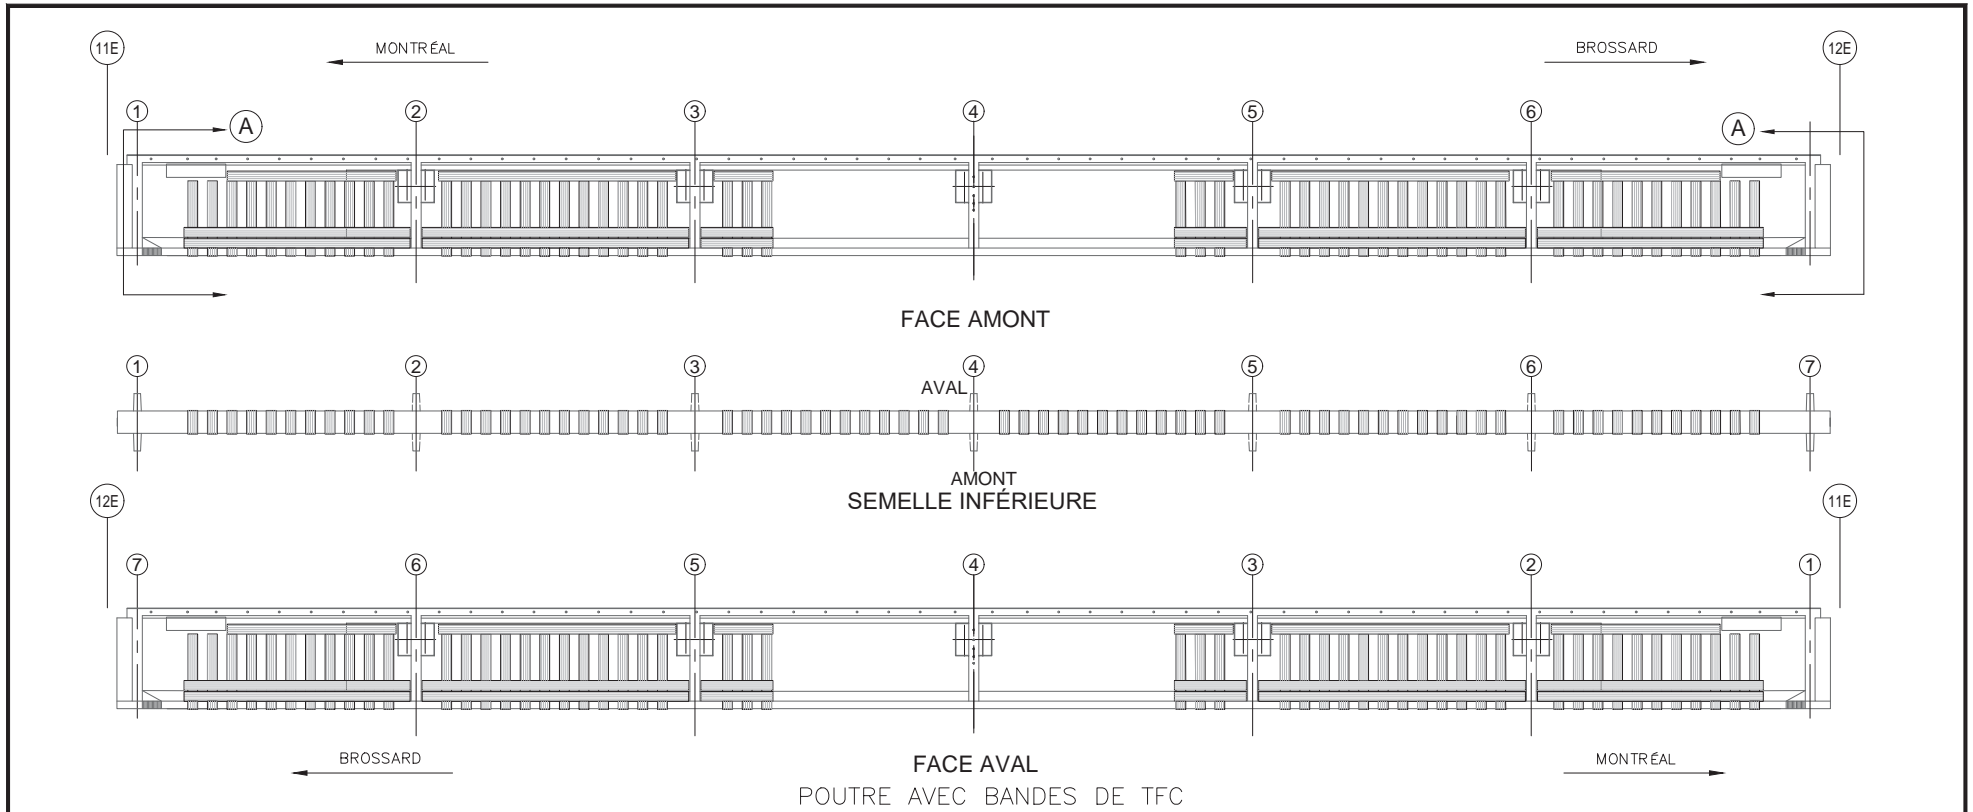 11E
MONTRÉAL
BROSSARD
12E
1
2
3
4
5
6
A
A
FACE AMONT
1
2
3
4
5
6
7
AVAL
AMONT
SEMELLE INFÉRIEURE
12E
11E
7
6
5
4
3
2
1
BROSSARD
FACE AVAL
MONTRÉAL
POUTRE AVEC BANDES DE TFC